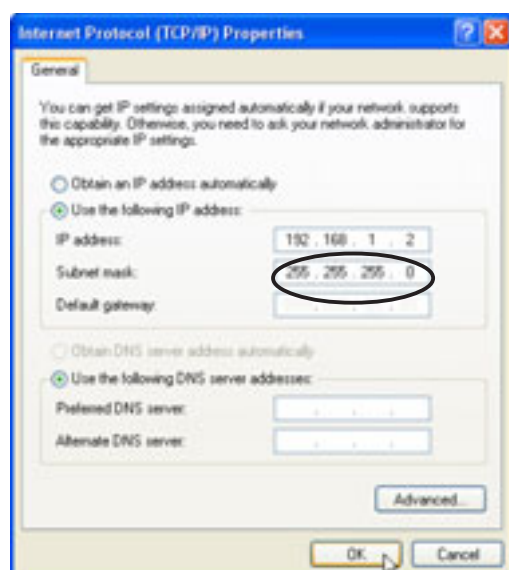 Internet Protocol (TCP/IP) Properties
General
You can get IP settings assigned automatically if your network supports
this capability. Otherwise, you need to ask your network administrator for
the appropriate IP settings.
Obtain an IP address automatically
Use the following IP address:
IP address: 192 . 168 . 1 . 2
Subnet mask: 255 . 255 . 255 . 0
Default gateway: . . .
Obtain DNS server address automatically
Use the following DNS server addresses:
Preferred DNS server: . . .
Alternate DNS server: . . .
Advanced...
OK Cancel